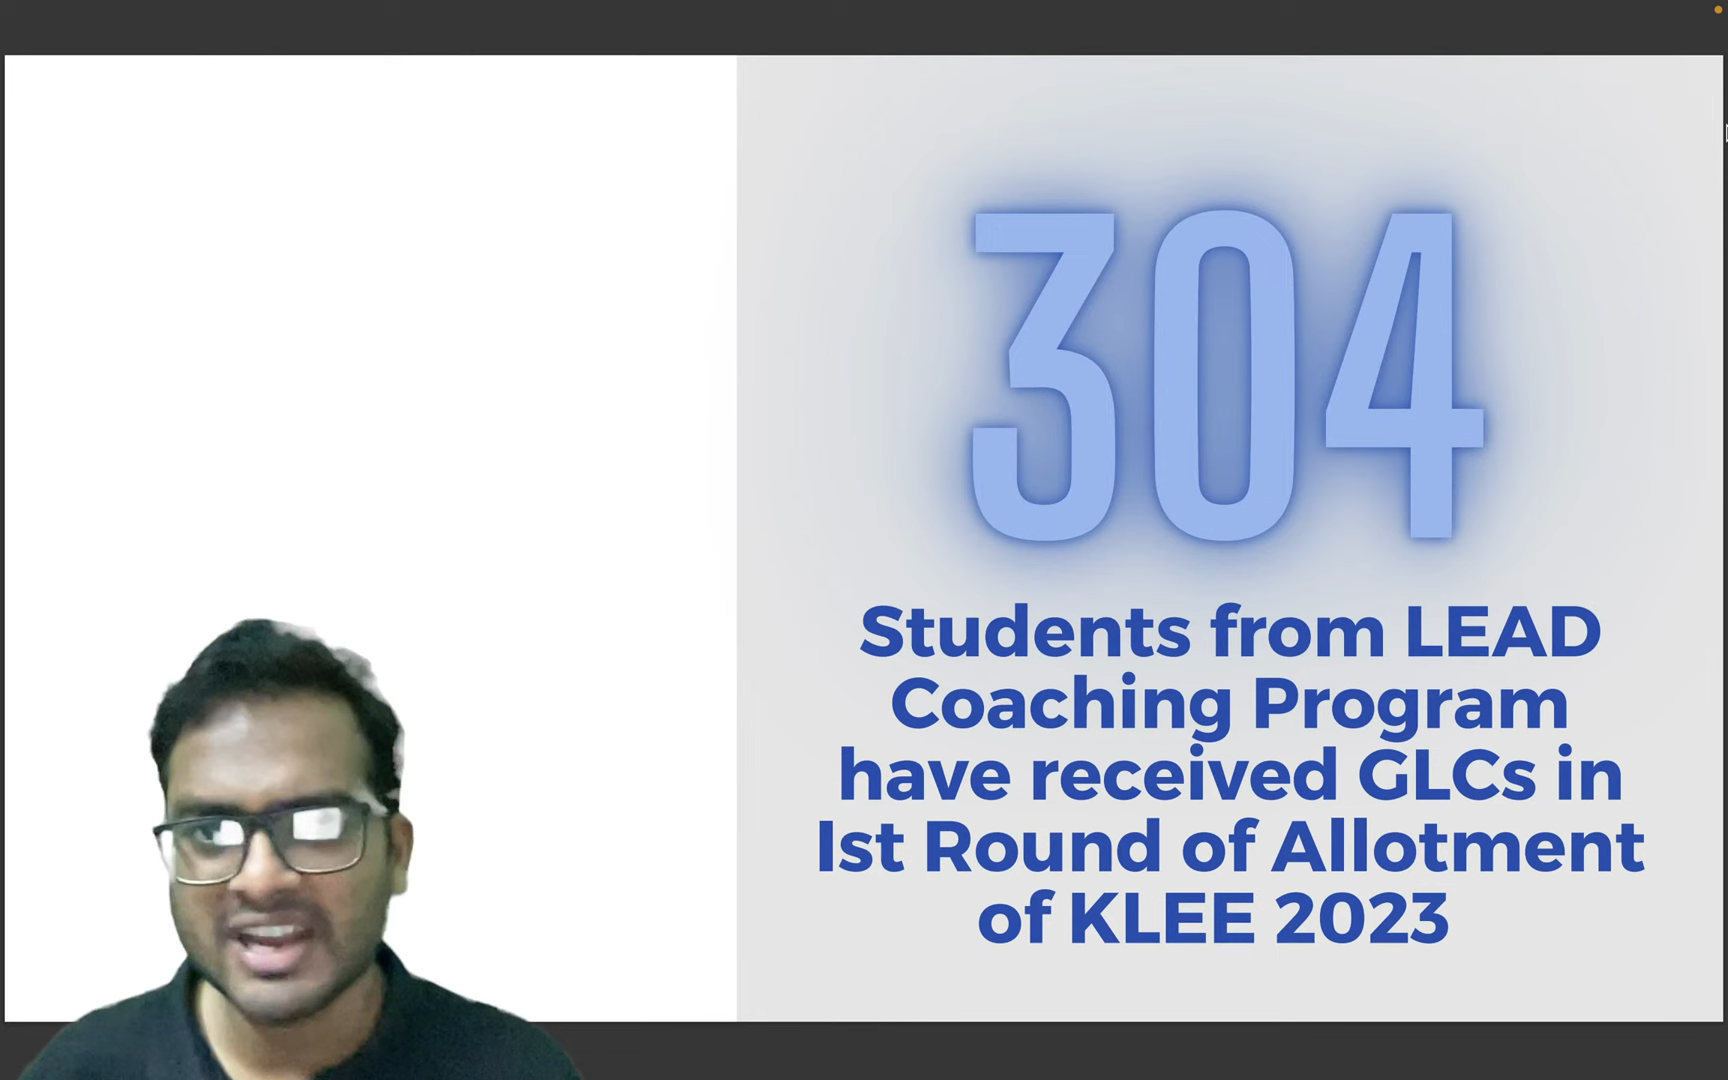 304
Students from LEAD
Coaching Program
have received GLCs in
Ist Round of Allotment
of KLEE 2023